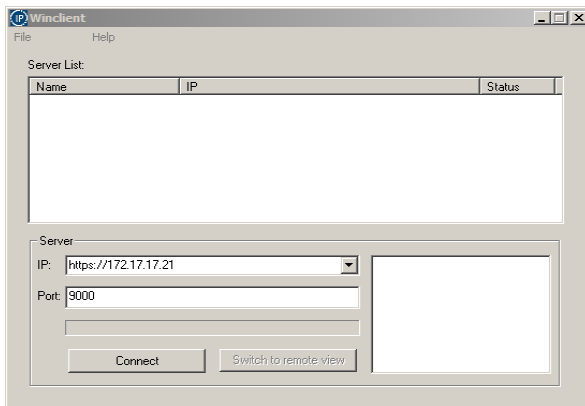 IP Winclient
File Help
Server List:
Name IP Status
Server
IP: https://172.17.17.21
Port: 9000
Connect Switch to remote view